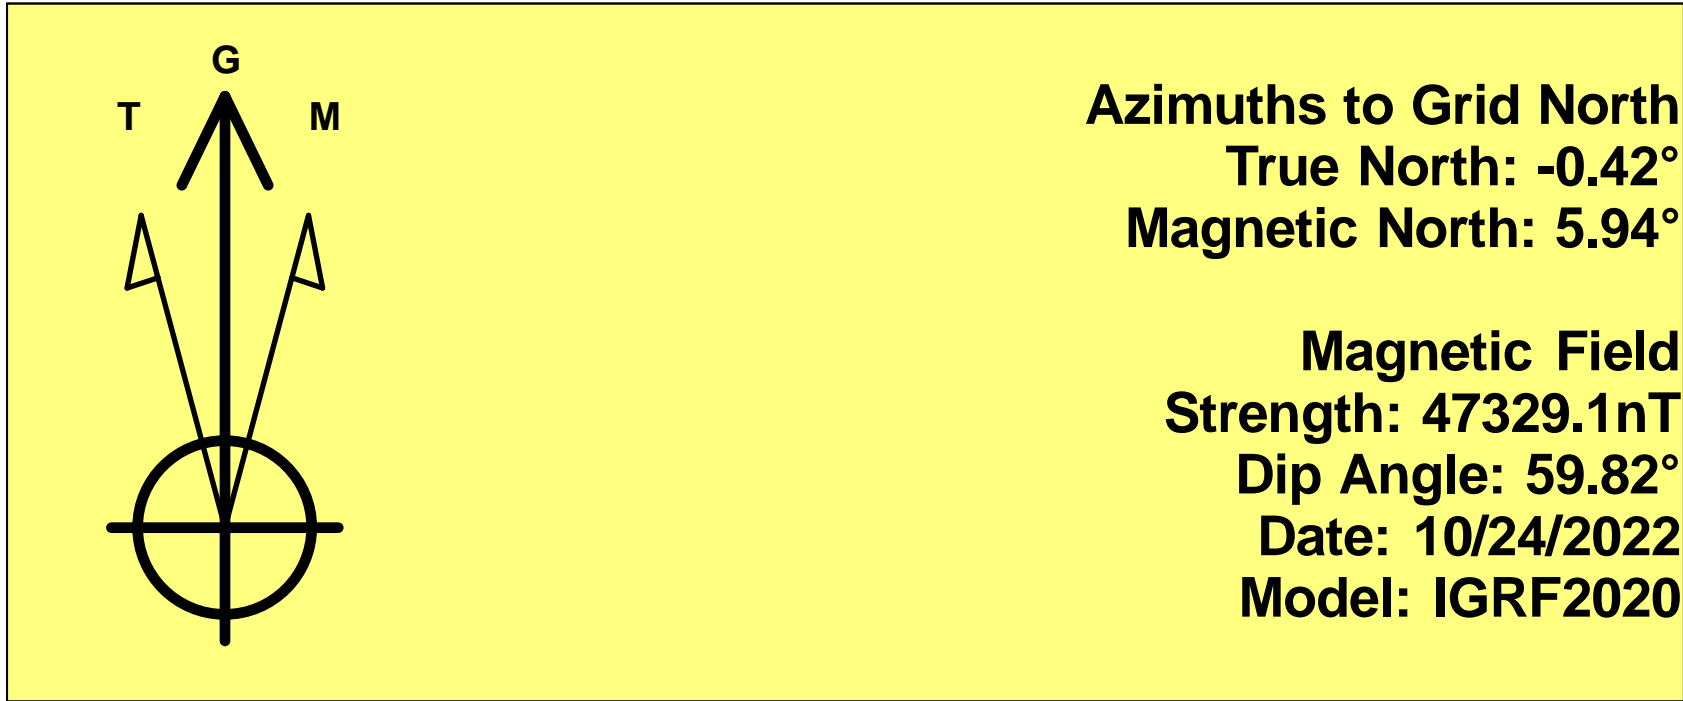 G
T
M
Azimuths to Grid North
True North: -0.42°
Magnetic North: 5.94°
Magnetic Field
Strength: 47329.1nT
Dip Angle: 59.82°
Date: 10/24/2022
Model: IGRF2020